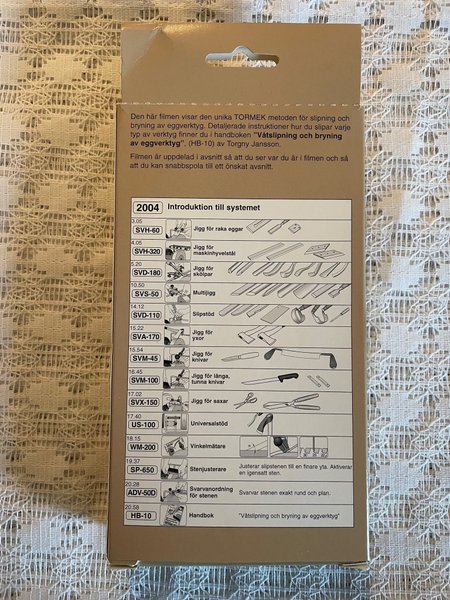 Den här filmen visar den unika TORMEK metoden för slipning och
bryning av eggverktyg. Detaljerade instruktioner hur du slipar varje
typ av verktyg finner du i handboken "Våtslipning och bryning
av eggverktyg", (HB-10) av Torgny Jansson.
Filmen är uppdelad i avsnitt så att du ser var du är i filmen och så
att du kan snabbspola till ett önskat avsnitt.
2004 Introduktion till systemet
3.05
SVH-60 Jigg för raka eggar
4.05
SVH-320 Jigg för
maskinhyvelstål
5.20
SVD-180 Jigg för
skölpar
10.50
SVS-50 Multijigg
14.12
SVD-110 Slipstöd
15.22
SVA-170 Jigg för
yxor
15.54
SVM-45 Jigg för
knivar
16.45
SVM-100 Jigg för långa,
tunna knivar
17.02
SVX-150 Jigg för saxar
17.40
US-100 Universalstöd
18.15
WM-200 Vinkelmätare
19.37
SP-650 Stenjusterare Justerar slipstenen till en finare yta. Aktiverar
en igensatt sten.
20.28
ADV-50D Svarvanordning
för stenen Svarvar stenen exakt rund och plan.
20.58
HB-10 Handbok "Våtslipning och bryning av eggverktyg"